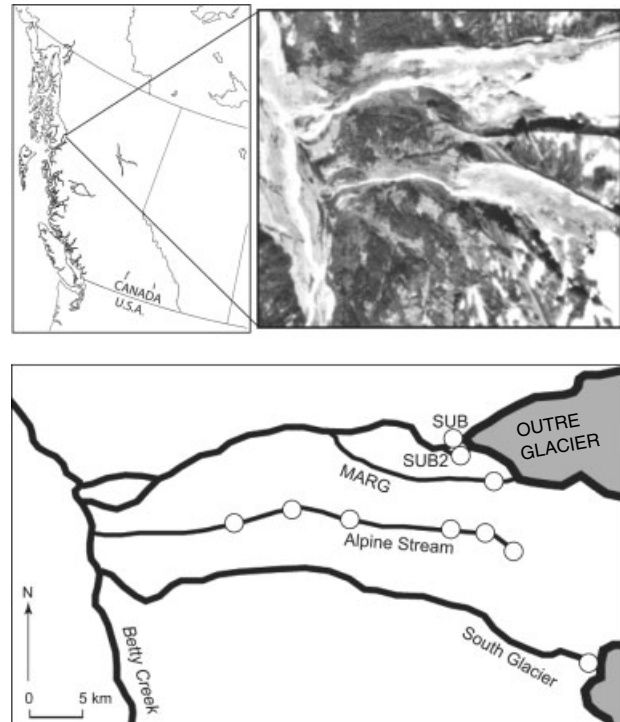 CANADA
U.S.A.
SUB
OUTRE
GLACIER
SUB2
MARG
Alpine Stream
South Glacier
Betty Creek
N
0 5 km